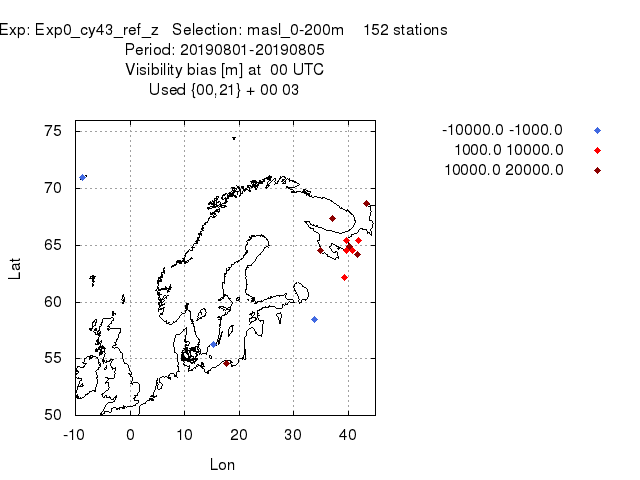 Exp: Exp0_cy43_ref_z   Selection: masl_0-200m    152 stations
Period: 20190801-20190805
Visibility bias [m] at  00 UTC
Used {00,21} + 00 03
-10000.0 -1000.0
1000.0 10000.0
10000.0 20000.0
75
70
65
60
55
50
Lat
-10 0 10 20 30 40
Lon